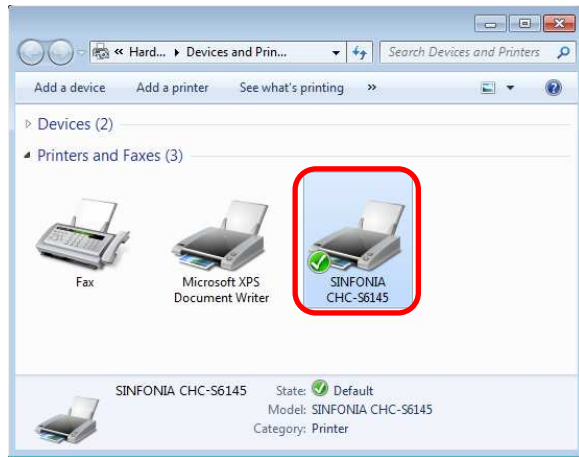 « Hard... ▸ Devices and Prin...
Search Devices and Printers
Add a device Add a printer See what's printing »
Devices (2)
Printers and Faxes (3)
Fax
Microsoft XPS
Document Writer
SINFONIA
CHC-S6145
SINFONIA CHC-S6145 State: Default
Model: SINFONIA CHC-S6145
Category: Printer